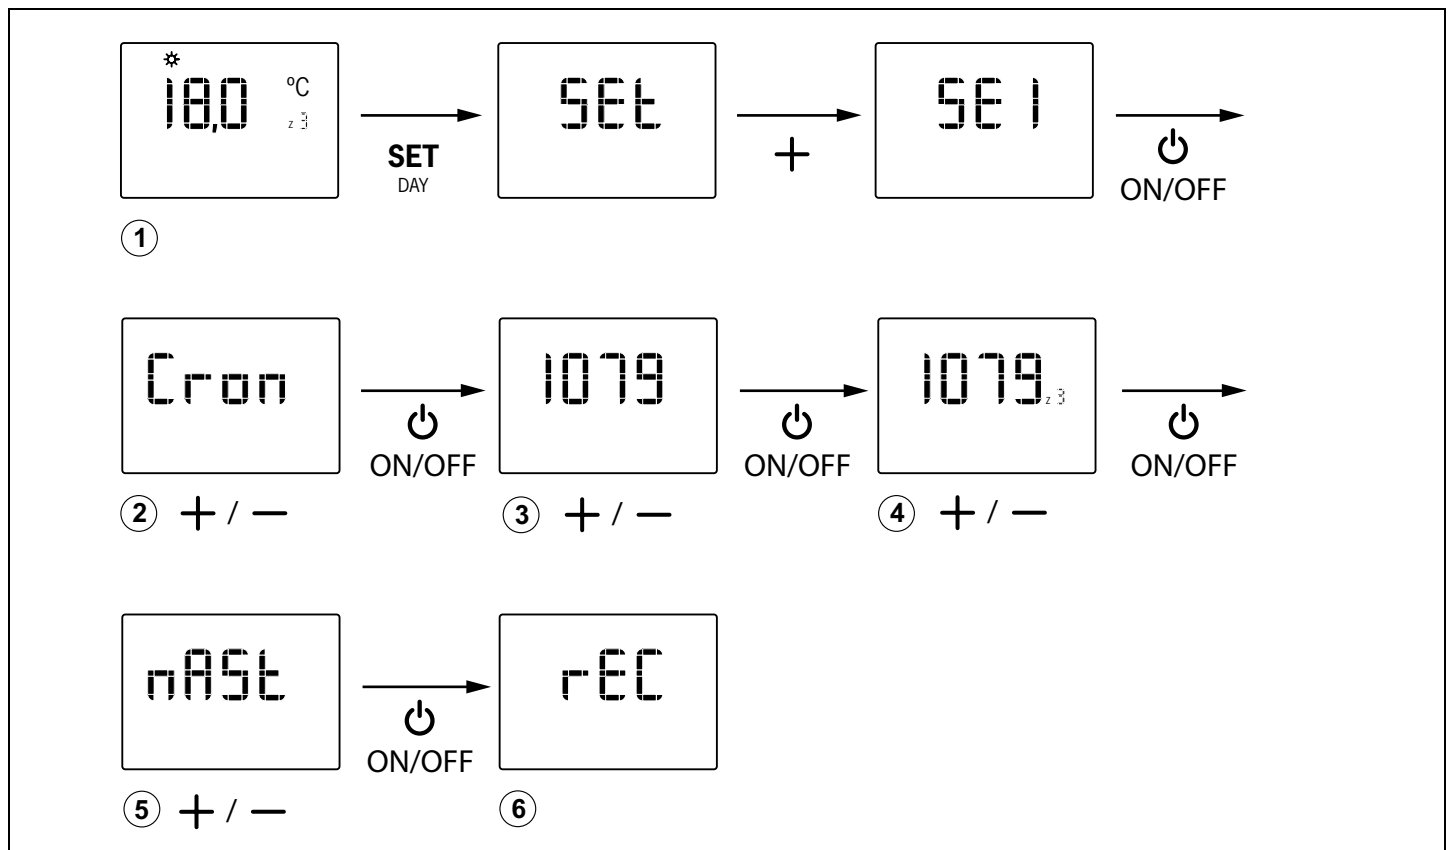 18,0 ºC
z 3
SET
DAY
SEt
+
SE 1
ON/OFF
1
Cron
ON/OFF
1079
ON/OFF
1079 z 3
ON/OFF
2 + / −
3 + / −
4 + / −
nASt
ON/OFF
rEC
5 + / −
6